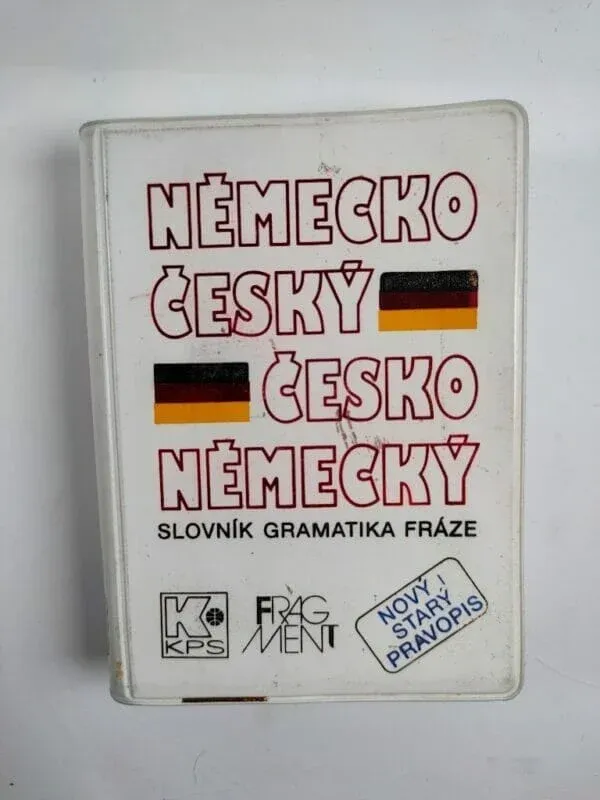 NĚMECKO
ČESKÝ
ČESKO
NĚMECKÝ
SLOVNÍK GRAMATIKA FRÁZE
K
KPS
FRAG
MENT
NOVÝ I
STARÝ
PRAVOPIS